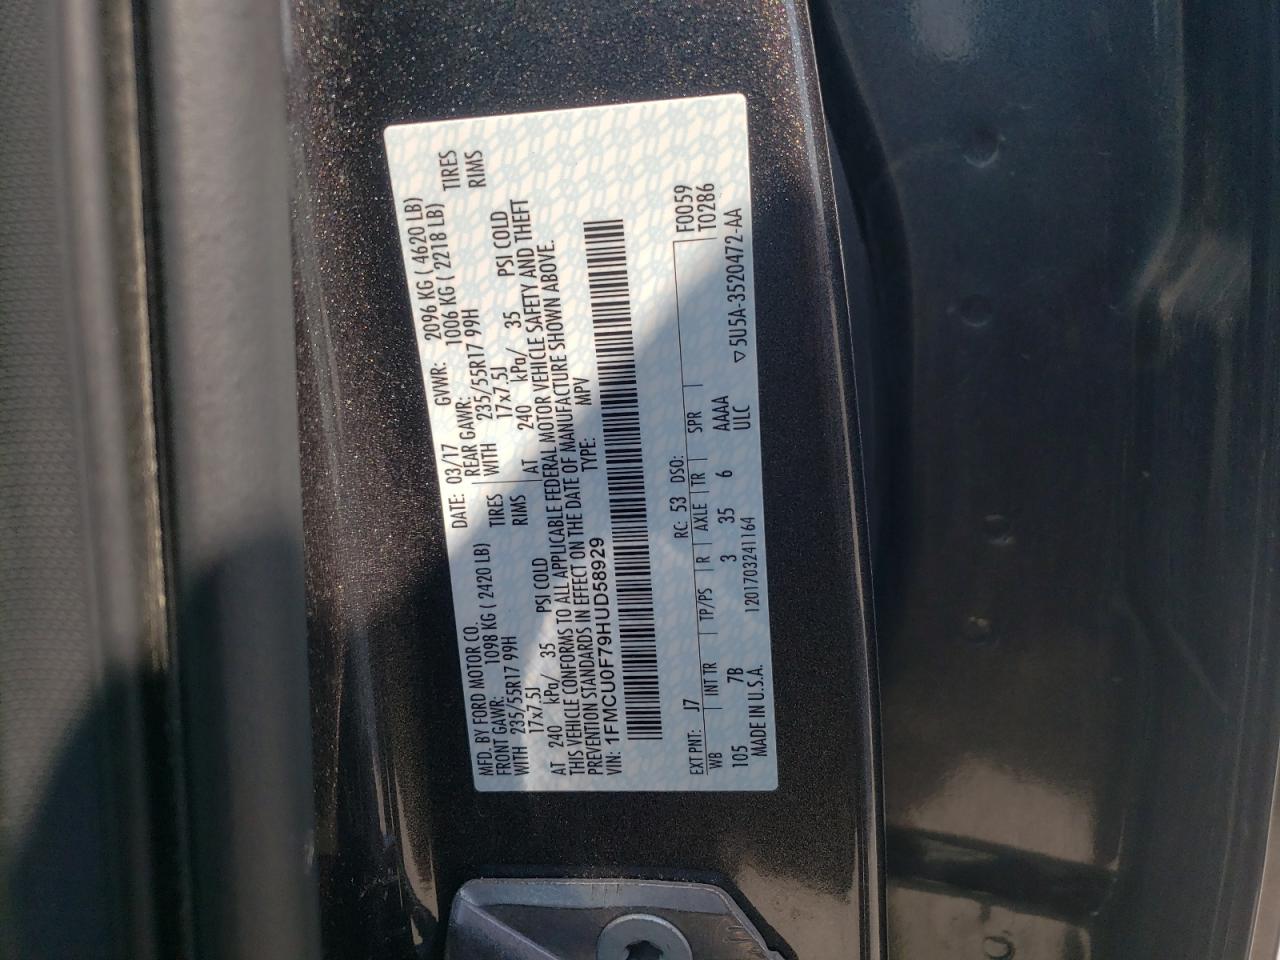 MFD. BY FORD MOTOR CO.
DATE: 03/17 GVWR: 2096 KG ( 4620 LB)
FRONT GAWR: 1098 KG ( 2420 LB) REAR GAWR: 1006 KG ( 2218 LB)
WITH 235/55R17 99H TIRES WITH 235/55R17 99H TIRES
17x7.5J RIMS 17x7.5J RIMS
AT 240 kPa/ 35 PSI COLD AT 240 kPa/ 35 PSI COLD
THIS VEHICLE CONFORMS TO ALL APPLICABLE FEDERAL MOTOR VEHICLE SAFETY AND THEFT
PREVENTION STANDARDS IN EFFECT ON THE DATE OF MANUFACTURE SHOWN ABOVE.
VIN: 1FMCU0F79HUD58929 TYPE: MPV
F0059
T0286
EXT PNT: J7 RC: 53 DSO:
WB INT TR TP/PS R AXLE TR SPR
105 7B 3 35 6 AAAA
ULC
MADE IN U.S.A. 1201703241164 ▽5U5A-3520472-AA